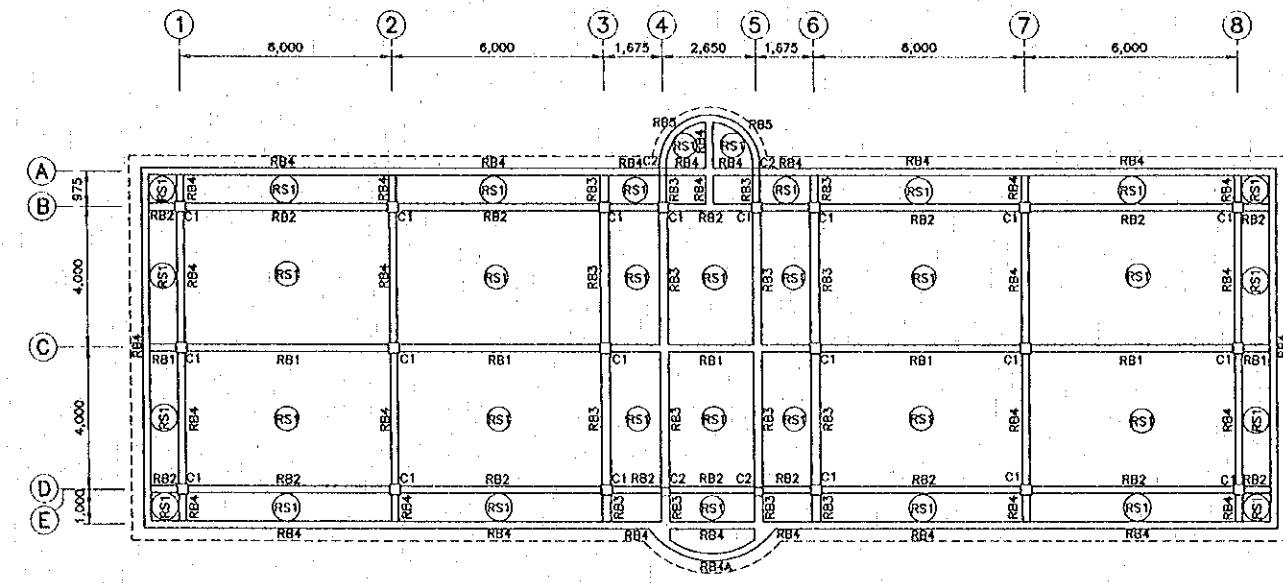 1 2 3 4 5 6 7 8
6,000 6,000 1,675 2,650 1,675 6,000 6,000
RB5 RB4 RB5
RS1 RS1
RB4 RB4 RB4 C2 RB4 RB4 C2 RB4 RB4 RB4
A
975
RS1 RB4 RS1 RB4 RS1 RB3 RS1 RB3 RB4 RB3 RS1 RB3 RS1 RB4 RS1 RB4 RS1
B
RB2 C1 RB2 C1 RB2 C1 C1 RB2 C1 C1 RB2 C1 RB2 C1 RB2
4,000
RS1 RB4 RS1 RB4 RS1 RB3 RS1 RB3 RS1 RB3 RS1 RB3 RS1 RB4 RS1 RB4 RS1
C
RB4 RB1 C1 RB1 C1 RB1 C1 RB1 C1 RB1 C1 RB1 C1 RB1 RB4
4,000
RS1 RB4 RS1 RB4 RS1 RB3 RS1 RB3 RS1 RB3 RS1 RB3 RS1 RB4 RS1 RB4 RS1
RB2 C1 RB2 C1 RB2 C1 RB2 C2 RB2 C2 RB2 C1 RB2 C1 RB2 C1 RB2
D
1,000
RS1 RB4 RS1 RB4 RS1 RB3 RB3 RS1 RB3 RB3 RS1 RB4 RS1 RB4 RS1
E
RB4 RB4 RB4 RB4 RB4 RB4 RB4
RB4A